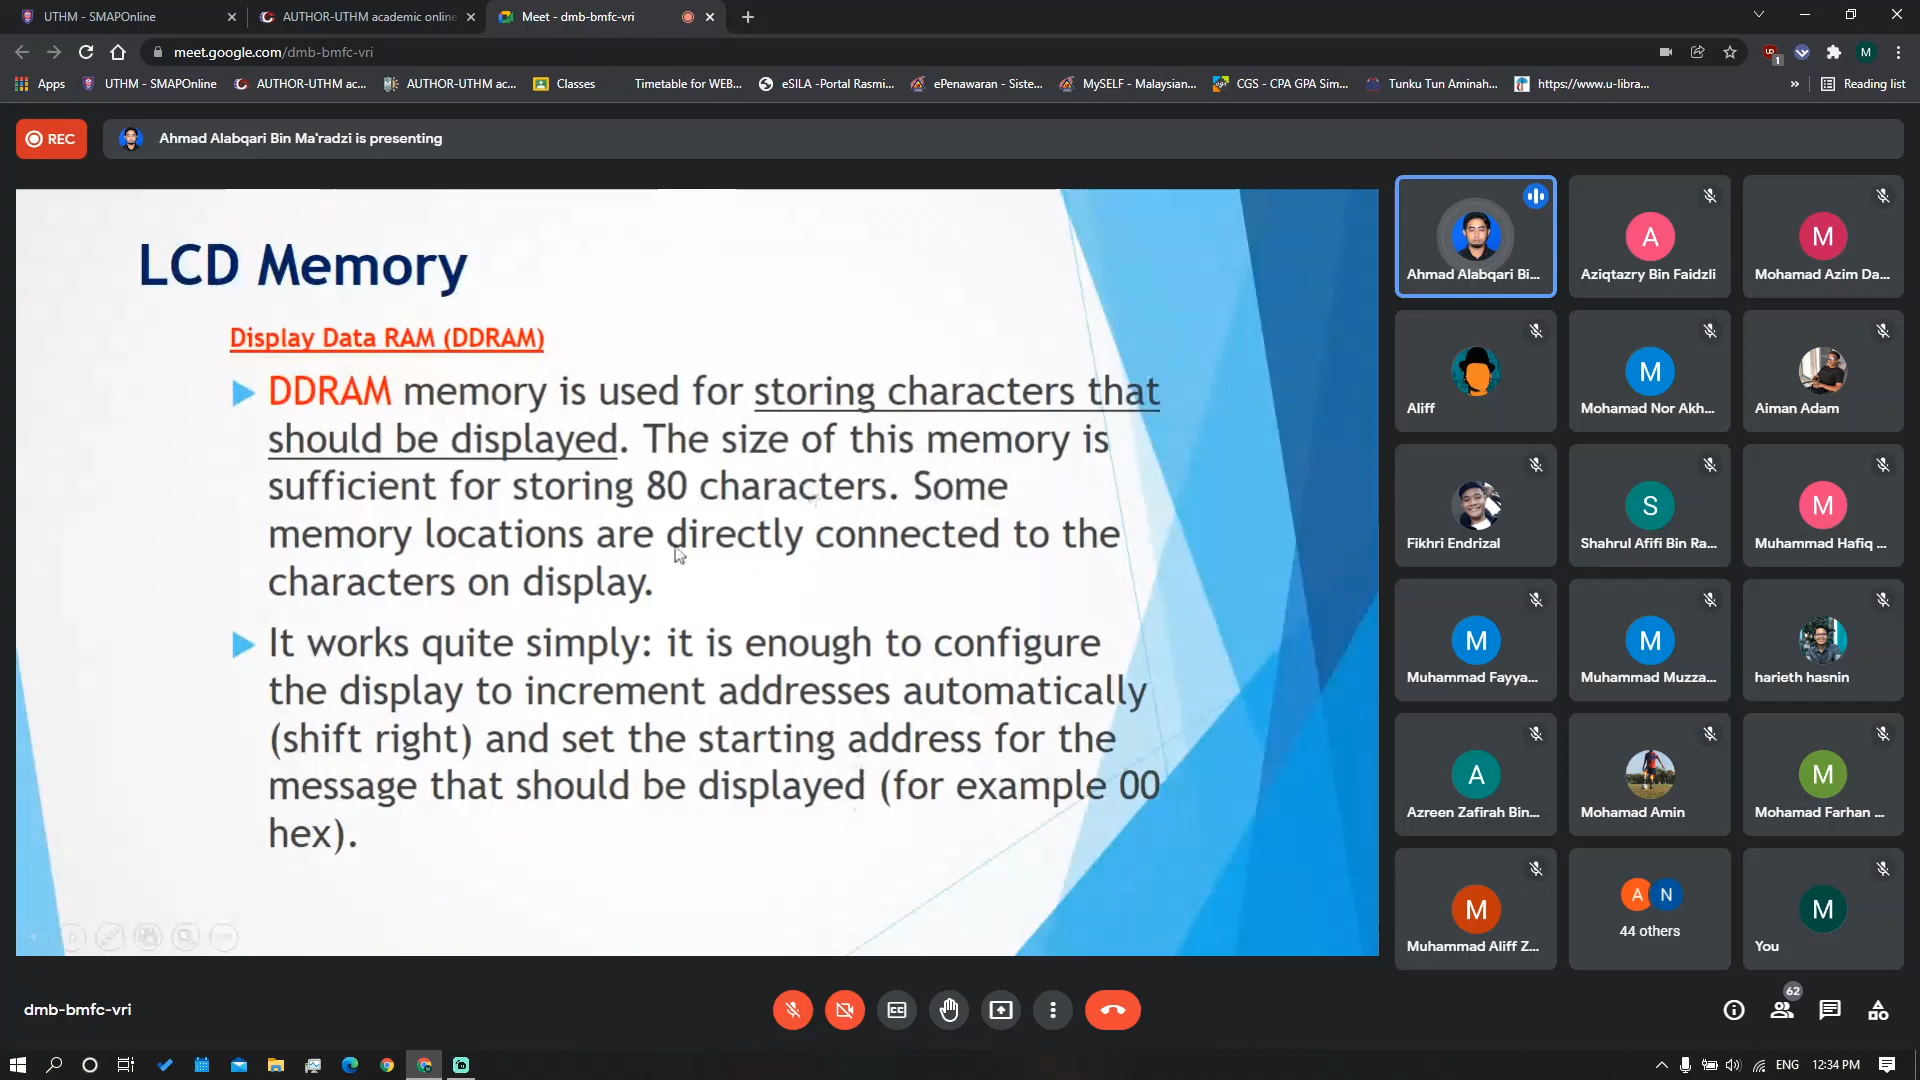 UTHM - SMAPOnline
AUTHOR-UTHM academic online
Meet - dmb-bmfc-vri
meet.google.com/dmb-bmfc-vri
1
M
Apps
UTHM - SMAPOnline
AUTHOR-UTHM ac...
AUTHOR-UTHM ac...
Classes
Timetable for WEB...
eSILA -Portal Rasmi...
ePenawaran - Siste...
MySELF - Malaysian...
CGS - CPA GPA Sim...
Tunku Tun Aminah...
https://www.u-libra...
»
Reading list
REC
Ahmad Alabqari Bin Ma'radzi is presenting
LCD Memory
Display Data RAM (DDRAM)
DDRAM memory is used for storing characters that
should be displayed. The size of this memory is
sufficient for storing 80 characters. Some
memory locations are directly connected to the
characters on display.
It works quite simply: it is enough to configure
the display to increment addresses automatically
(shift right) and set the starting address for the
message that should be displayed (for example 00
hex).
Ahmad Alabqari Bi...
A
Aziqtazry Bin Faidzli
M
Mohamad Azim Da...
Aliff
M
Mohamad Nor Akh...
Aiman Adam
Fikhri Endrizal
S
Shahrul Afifi Bin Ra...
M
Muhammad Hafiq ...
M
Muhammad Fayya...
M
Muhammad Muzza...
harieth hasnin
A
Azreen Zafirah Bin...
Mohamad Amin
M
Mohamad Farhan ...
M
Muhammad Aliff Z...
A N
44 others
M
You
dmb-bmfc-vri
62
ENG
12:34 PM